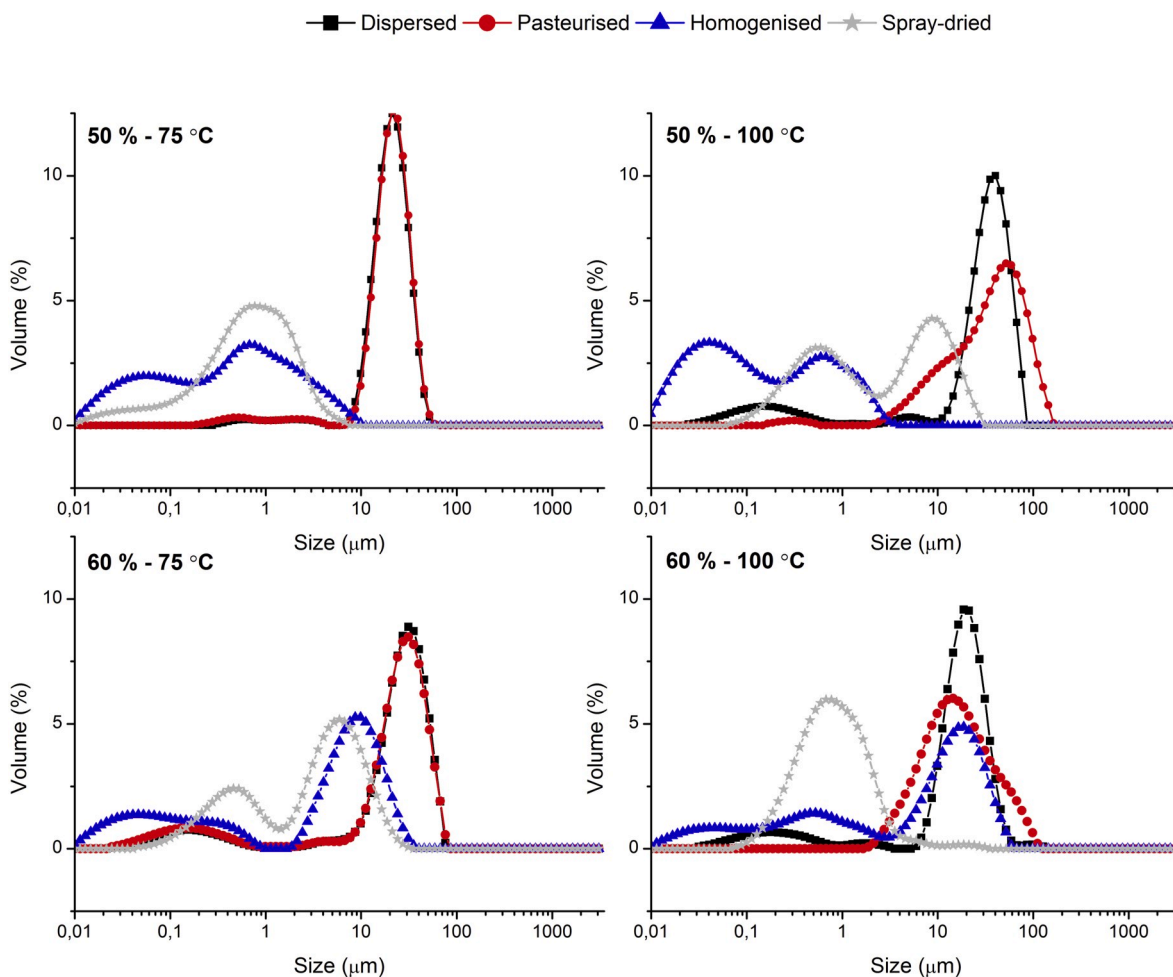 Dispersed Pasteurised Homogenised Spray-dried
50 % - 75 °C
10
5
0
Volume (%)
0,01 0,1 1 10 100 1000
Size (μm)
50 % - 100 °C
10
5
0
Volume (%)
0,01 0,1 1 10 100 1000
Size (μm)
60 % - 75 °C
10
5
0
Volume (%)
0,01 0,1 1 10 100 1000
Size (μm)
60 % - 100 °C
10
5
0
Volume (%)
0,01 0,1 1 10 100 1000
Size (μm)